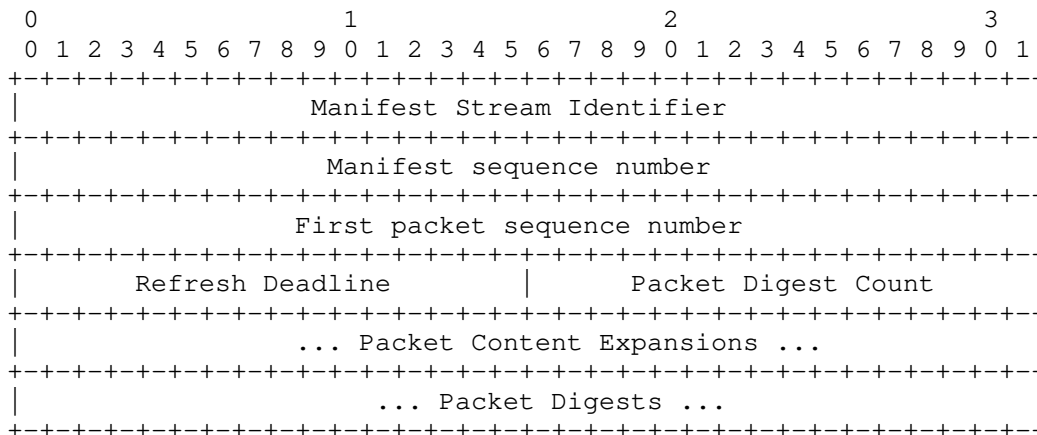 0                   1                   2                   3
 0 1 2 3 4 5 6 7 8 9 0 1 2 3 4 5 6 7 8 9 0 1 2 3 4 5 6 7 8 9 0 1
+-+-+-+-+-+-+-+-+-+-+-+-+-+-+-+-+-+-+-+-+-+-+-+-+-+-+-+-+-+-+-+-+-
|                  Manifest Stream Identifier
+-+-+-+-+-+-+-+-+-+-+-+-+-+-+-+-+-+-+-+-+-+-+-+-+-+-+-+-+-+-+-+-+-
|                   Manifest sequence number
+-+-+-+-+-+-+-+-+-+-+-+-+-+-+-+-+-+-+-+-+-+-+-+-+-+-+-+-+-+-+-+-+-
|                 First packet sequence number
+-+-+-+-+-+-+-+-+-+-+-+-+-+-+-+-+-+-+-+-+-+-+-+-+-+-+-+-+-+-+-+-+-
|       Refresh Deadline        |      Packet Digest Count
+-+-+-+-+-+-+-+-+-+-+-+-+-+-+-+-+-+-+-+-+-+-+-+-+-+-+-+-+-+-+-+-+-
|                 ... Packet Content Expansions ...
+-+-+-+-+-+-+-+-+-+-+-+-+-+-+-+-+-+-+-+-+-+-+-+-+-+-+-+-+-+-+-+-+-
|                      ... Packet Digests ...
+-+-+-+-+-+-+-+-+-+-+-+-+-+-+-+-+-+-+-+-+-+-+-+-+-+-+-+-+-+-+-+-+-